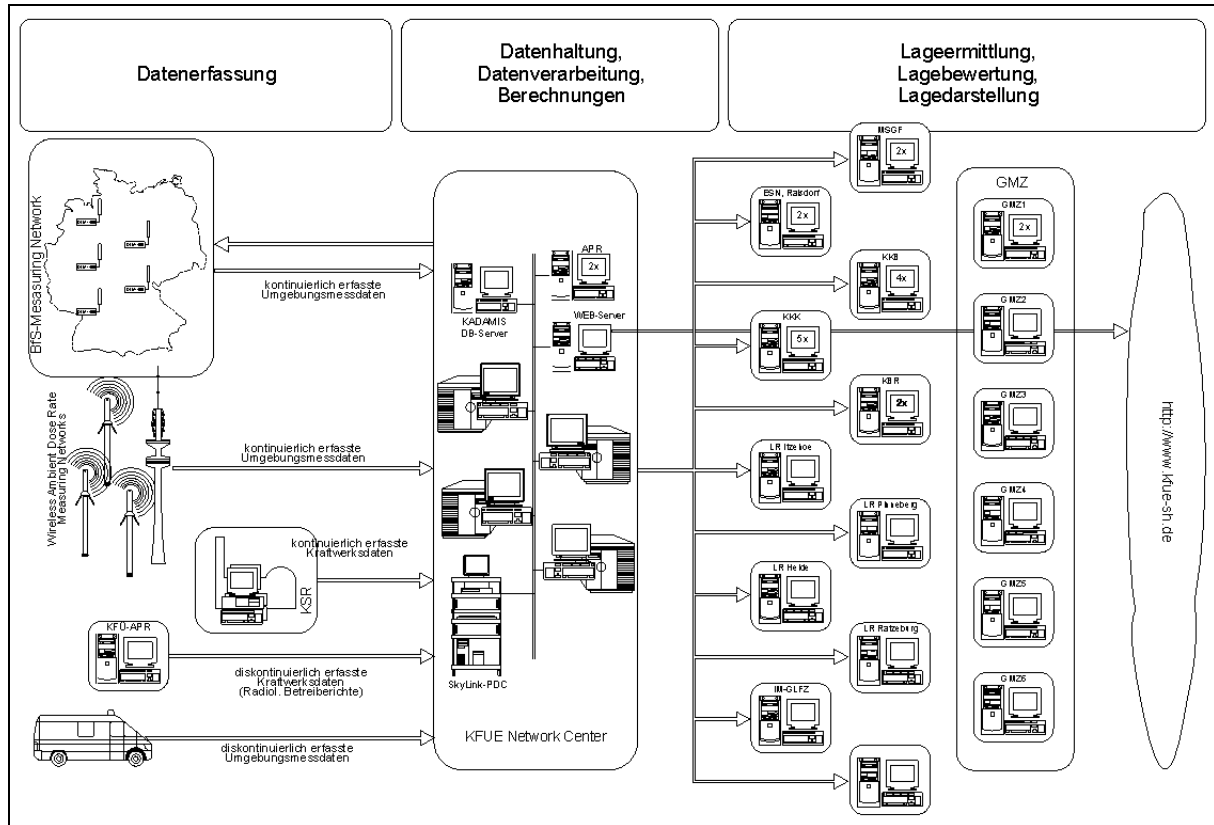 Datenerfassung
Datenhaltung,
Datenverarbeitung,
Berechnungen
Lageermittlung,
Lagebewertung,
Lagedarstellung
BfS-Mesasuring Network
kontinuierlich erfasste
Umgebungsmessdaten
Wireless Ambient Dose Rate
Measuring Networks
kontinuierlich erfasste
Umgebungsmessdaten
kontinuierlich erfasste
Kraftwerksdaten
KSR
KFÜ-APR
diskontinuierlich erfasste
Kraftwerksdaten
(Radiol. Betreiberichte)
diskontinuierlich erfasste
Umgebungsmessdaten
KADAMIS
DB-Server
APR
2x
WEB-Server
SkyLink-PDC
KFUE Network Center
MSGF
2x
ESN, Raisdorf
2x
KKB
4x
KKK
5x
KBR
2x
LR Itzehoe
LR Pinneberg
LR Heide
LR Ratzeburg
IM-GLFZ
GMZ
GMZ1
2x
GMZ2
GMZ3
GMZ4
GMZ5
GMZ6
http://www.kfue-sh.de